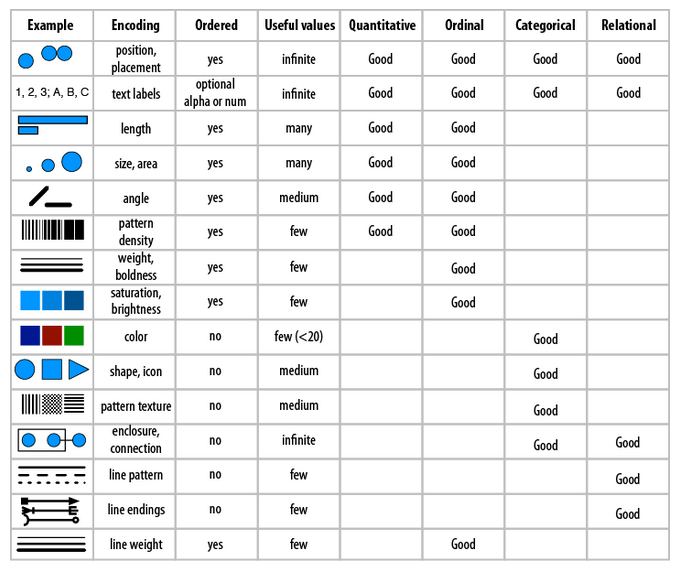 Example Encoding Ordered Useful values Quantitative Ordinal Categorical Relational
position, placement yes infinite Good Good Good Good
1, 2, 3; A, B, C text labels optional alpha or num infinite Good Good Good Good
length yes many Good Good
size, area yes many Good Good
angle yes medium Good Good
pattern density yes few Good Good
weight, boldness yes few Good
saturation, brightness yes few Good
color no few (<20) Good
shape, icon no medium Good
pattern texture no medium Good
enclosure, connection no infinite Good Good
line pattern no few Good
line endings no few Good
line weight yes few Good